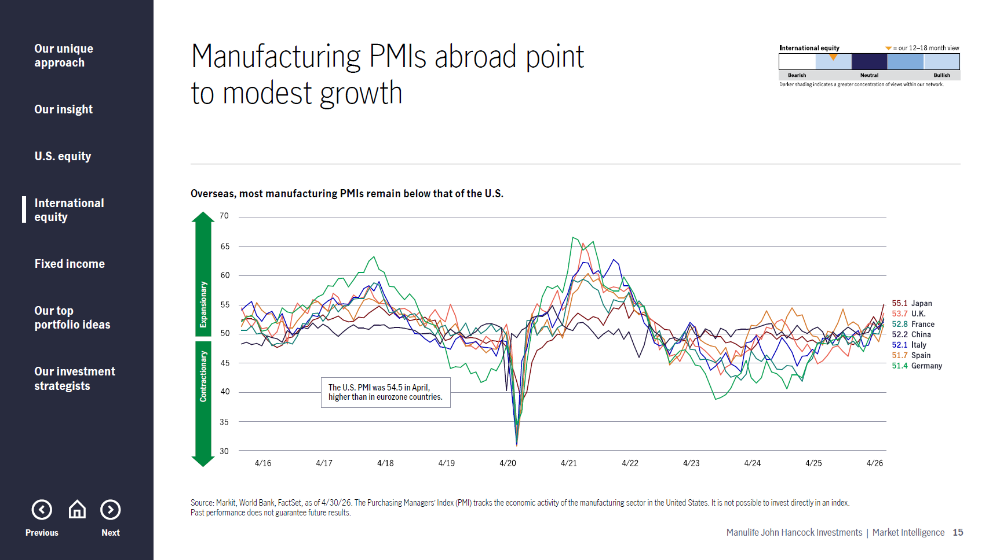 Our unique
approach
Our insight
U.S. equity
International
equity
Fixed income
Our top
portfolio ideas
Our investment
strategists
Previous
Next
Manufacturing PMIs abroad point
to modest growth
International equity
= our 12–18 month view
Bearish
Neutral
Bullish
Darker shading indicates a greater concentration of views within our network.
Overseas, most manufacturing PMIs remain below that of the U.S.
Expansionary
Contractionary
70
65
60
55
50
45
40
35
30
The U.S. PMI was 54.5 in April,
higher than in eurozone countries.
55.1 Japan
53.7 U.K.
52.8 France
52.2 China
52.1 Italy
51.7 Spain
51.4 Germany
4/16
4/17
4/18
4/19
4/20
4/21
4/22
4/23
4/24
4/25
4/26
Source: Markit, World Bank, FactSet, as of 4/30/26. The Purchasing Managers' Index (PMI) tracks the economic activity of the manufacturing sector in the United States. It is not possible to invest directly in an index.
Past performance does not guarantee future results.
Manulife John Hancock Investments | Market Intelligence 15